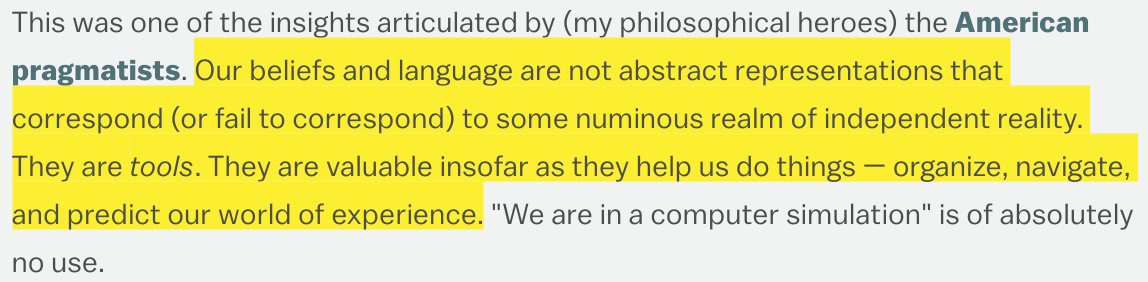 This was one of the insights articulated by (my philosophical heroes) the American
pragmatists. Our beliefs and language are not abstract representations that
correspond (or fail to correspond) to some numinous realm of independent reality.
They are tools. They are valuable insofar as they help us do things — organize, navigate,
and predict our world of experience. "We are in a computer simulation" is of absolutely
no use.